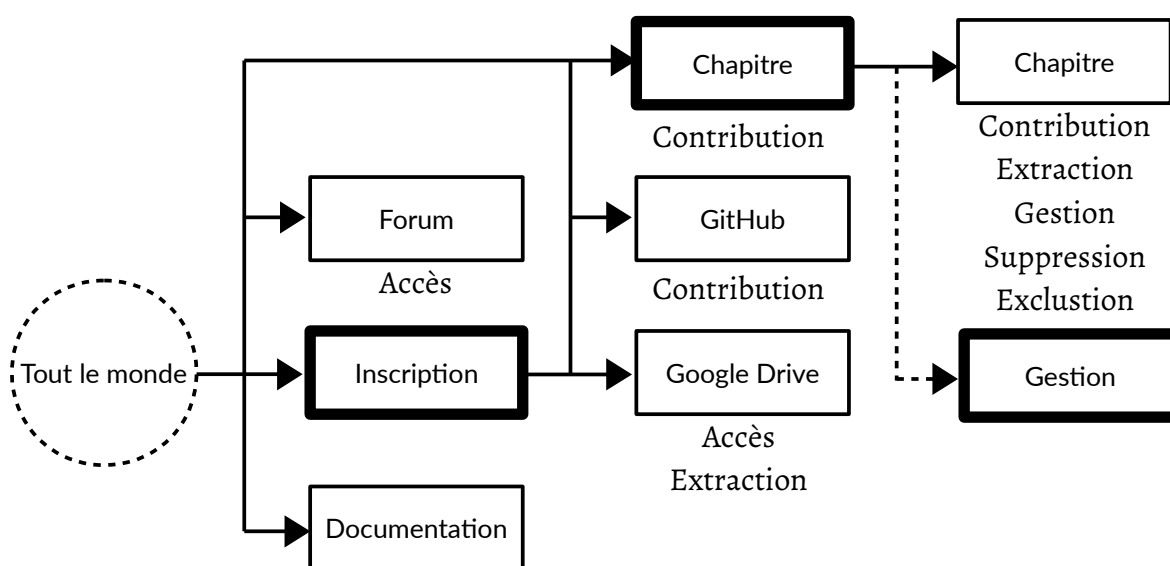 Tout le monde
Forum
Accès
Inscription
Documentation
Chapitre
Contribution
GitHub
Contribution
Google Drive
Accès
Extraction
Chapitre
Contribution
Extraction
Gestion
Suppression
Exclustion
Gestion